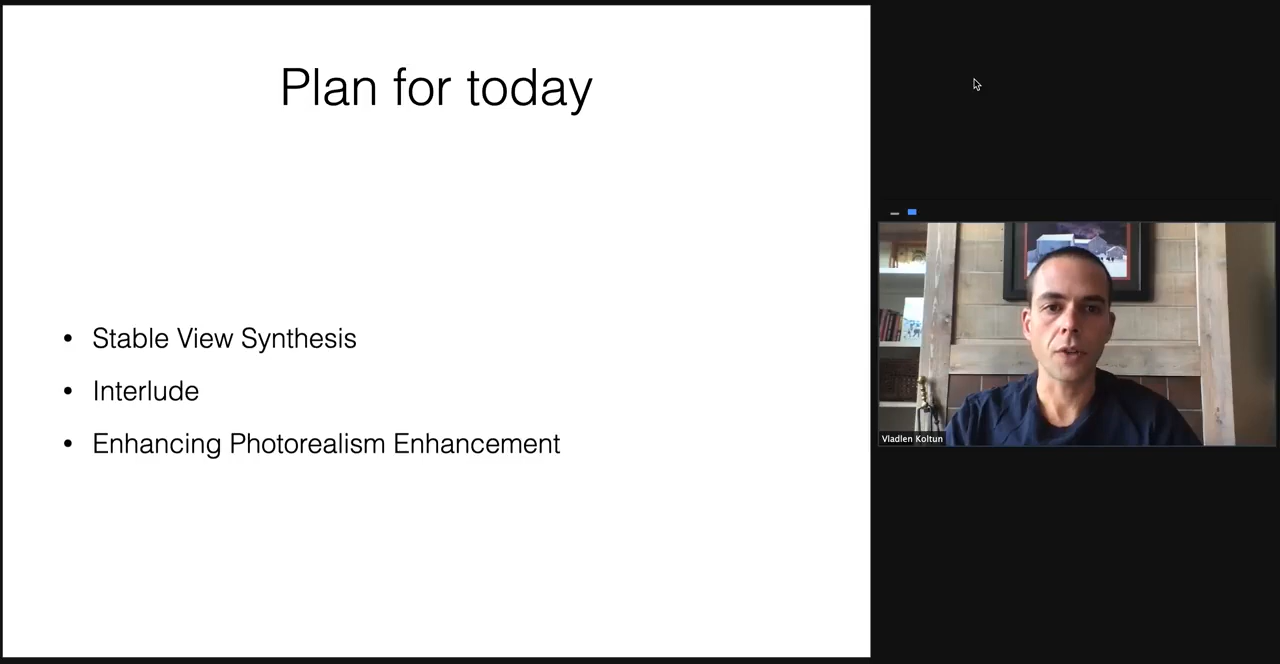 Plan for today
• Stable View Synthesis
• Interlude
• Enhancing Photorealism Enhancement
Vladlen Koltun